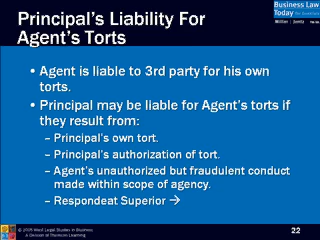 Principal's Liability For
Agent's Torts
Business Law
Today
• Agent is liable to 3rd party for his own
torts.
• Principal may be liable for Agent's torts if
they result from:
– Principal's own tort.
– Principal's authorization of tort.
– Agent's unauthorized but fraudulent conduct
made within scope of agency.
– Respondeat Superior →
© 2005 West Legal Studies in Business
A Division of Thomson Learning
22